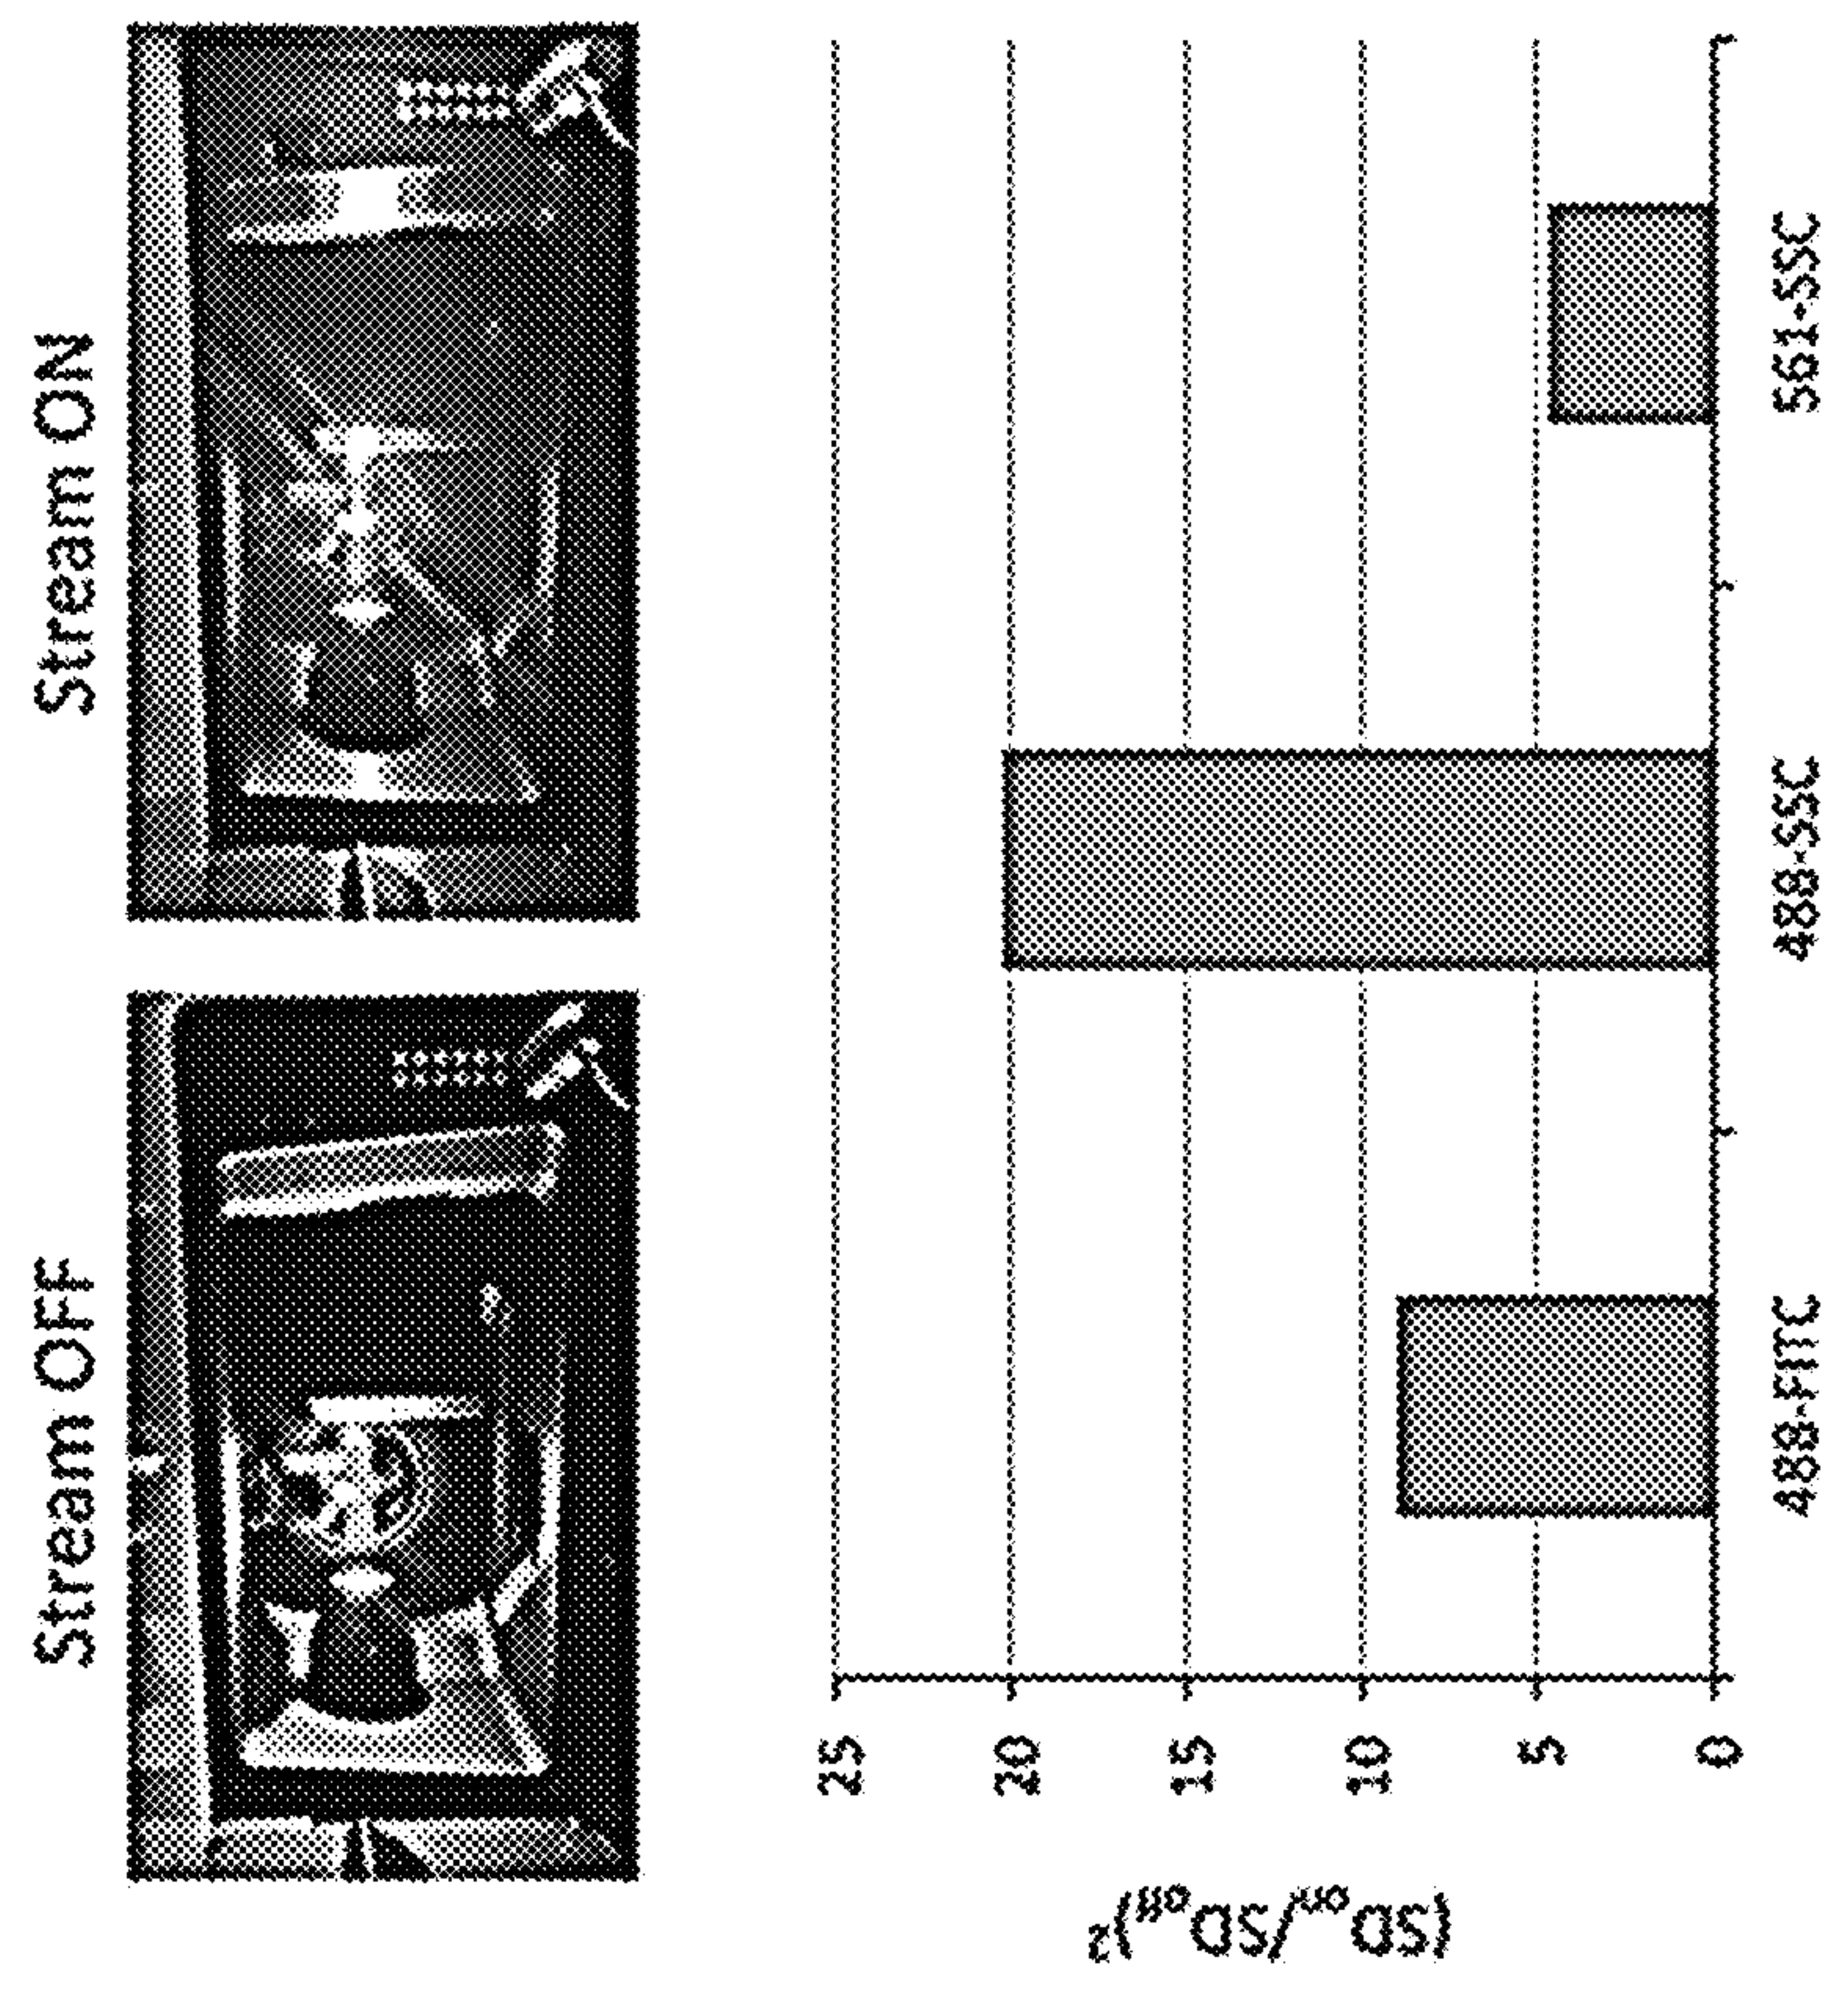 Stream OFF
Stream ON
(SDon/SDoff)²
25
20
15
10
5
0
488-FITC
488-SSC
561-SSC